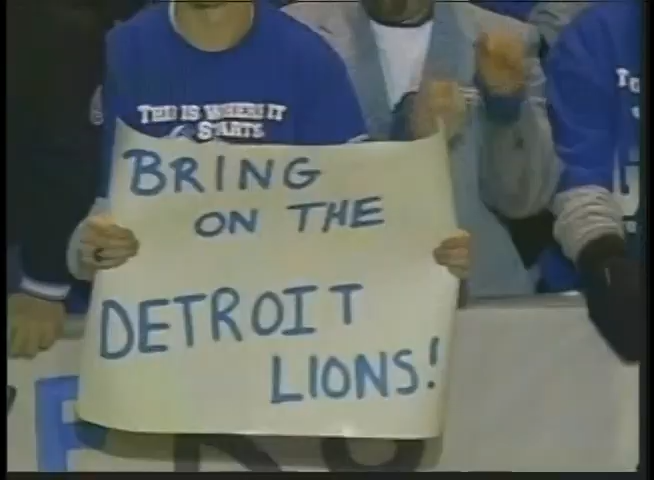 THIS IS WHERE IT
STARTS
BRING
ON THE
DETROIT
LIONS!